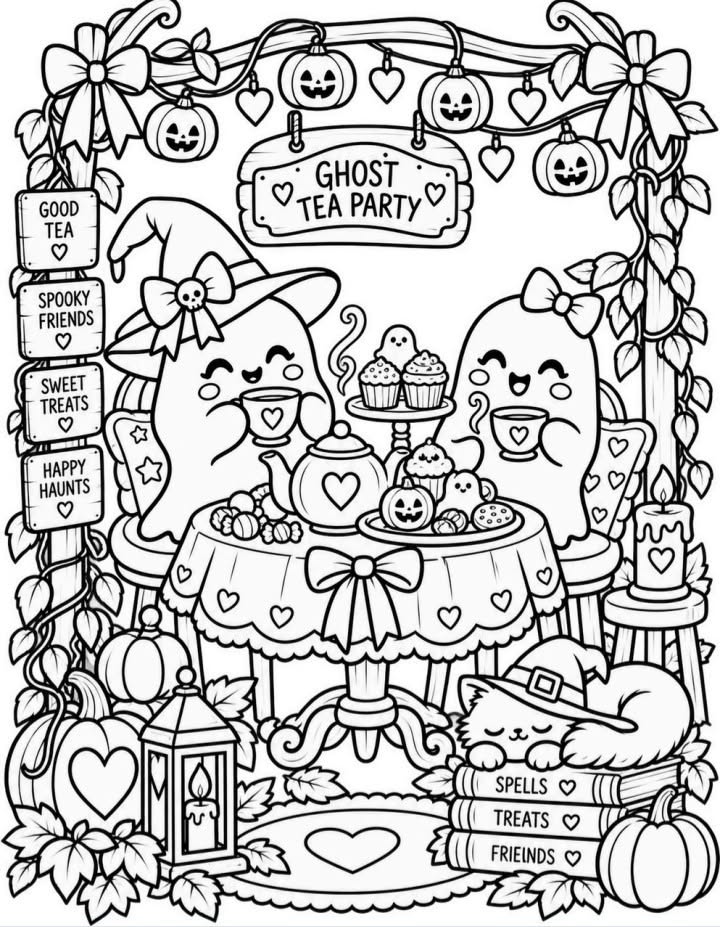 GHOST
TEA PARTY
GOOD
TEA
SPOOKY
FRIENDS
SWEET
TREATS
HAPPY
HAUNTS
SPELLS
TREATS
FRIEINDS